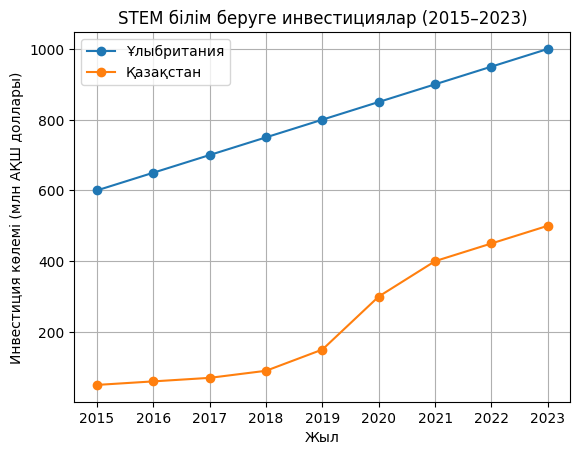 STEM білім беруге инвестициялар (2015–2023)
Ұлыбритания
Қазақстан
Инвестиция көлемі (млн АҚШ доллары)
1000
800
600
400
200
2015 2016 2017 2018 2019 2020 2021 2022 2023
Жыл